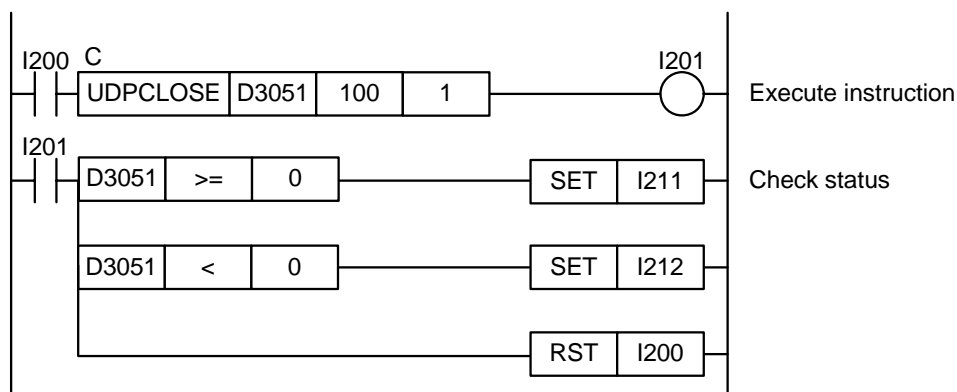 I200 C I201
UDPCLOSE D3051 100 1 Execute instruction
I201
D3051 >= 0 SET I211 Check status
D3051 < 0 SET I212
RST I200